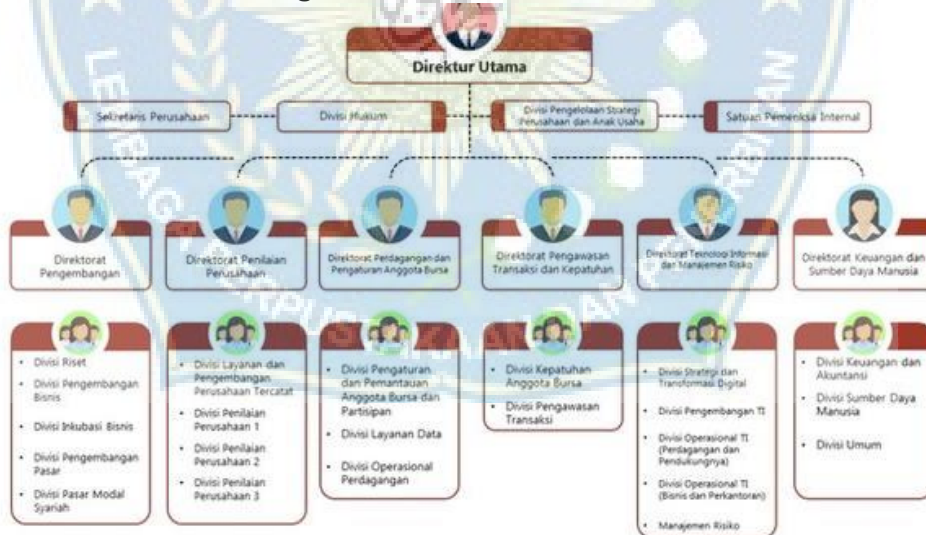 Direktur Utama
Sekretaris Perusahaan
Divisi Hukum
Divisi Pengelolaan Strategi
Perusahaan dan Anak Usaha
Satuan Pemeriksa Internal
Direktorat
Pengembangan
Direktorat Penilaian
Perusahaan
Direktorat Perdagangan dan
Pengaturan Anggota Bursa
Direktorat Pengawasan
Transaksi dan Kepatuhan
Direktorat Teknologi Informasi
dan Manajemen Risiko
Direktorat Keuangan dan
Sumber Daya Manusia
• Divisi Riset
• Divisi Pengembangan
Bisnis
• Divisi Inkubasi Bisnis
• Divisi Pengembangan
Pasar
• Divisi Pasar Modal
Syariah
• Divisi Layanan dan
Pengembangan
Perusahaan Tercatat
• Divisi Penilaian
Perusahaan 1
• Divisi Penilaian
Perusahaan 2
• Divisi Penilaian
Perusahaan 3
• Divisi Pengaturan
dan Pemantauan
Anggota Bursa dan
Partisipan
• Divisi Layanan Data
• Divisi Operasional
Perdagangan
• Divisi Kepatuhan
Anggota Bursa
• Divisi Pengawasan
Transaksi
• Divisi Strategi dan
Transformasi Digital
• Divisi Pengembangan TI
• Divisi Operasional TI
(Perdagangan dan
Pendukungnya)
• Divisi Operasional TI
(Bisnis dan Perkantoran)
• Manajemen Risiko
• Divisi Keuangan dan
Akuntansi
• Divisi Sumber Daya
Manusia
• Divisi Umum
LEMBAGA PERPUSTAKAAN DAN PENERBITAN